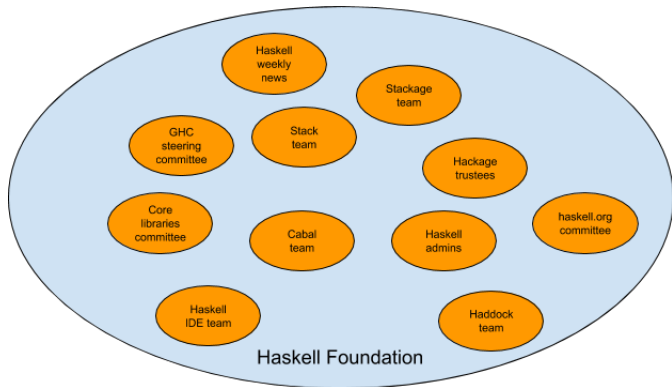 Haskell
weekly
news
Stackage
team
GHC
steering
committee
Stack
team
Hackage
trustees
Core
libraries
committee
Cabal
team
Haskell
admins
haskell.org
committee
Haskell
IDE team
Haddock
team
Haskell Foundation